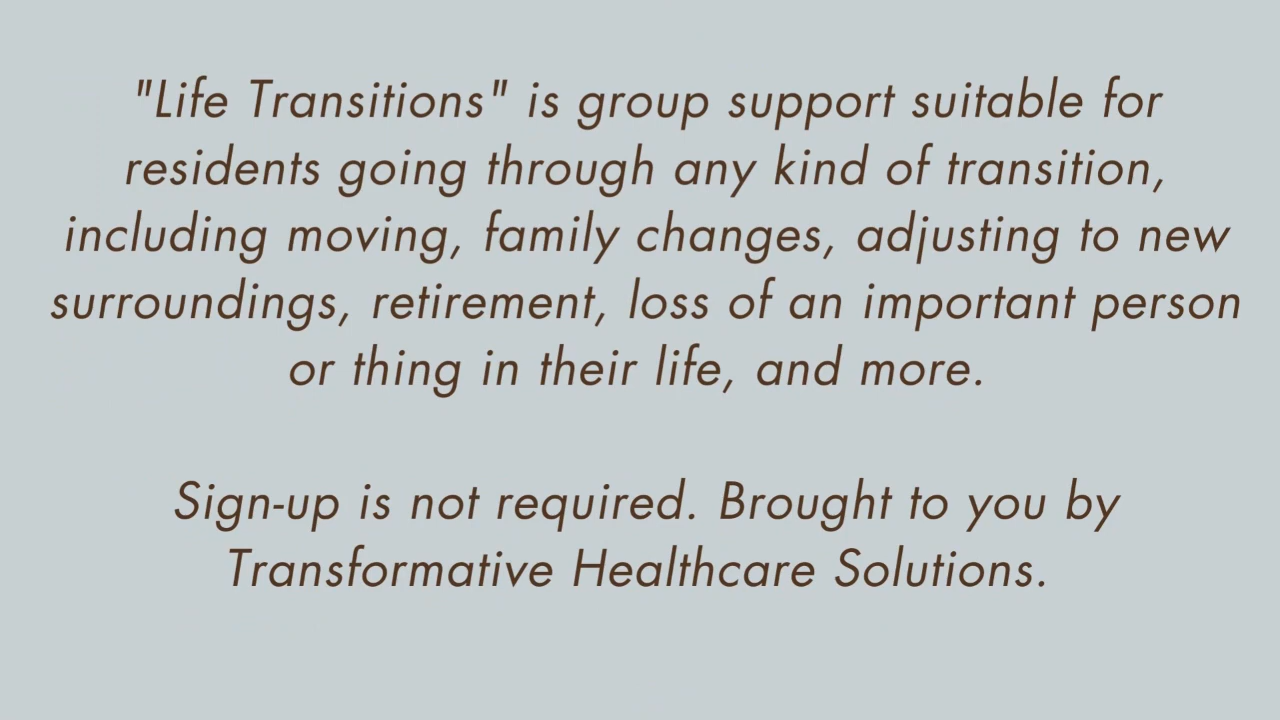 "Life Transitions" is group support suitable for
residents going through any kind of transition,
including moving, family changes, adjusting to new
surroundings, retirement, loss of an important person
or thing in their life, and more.
Sign-up is not required. Brought to you by
Transformative Healthcare Solutions.